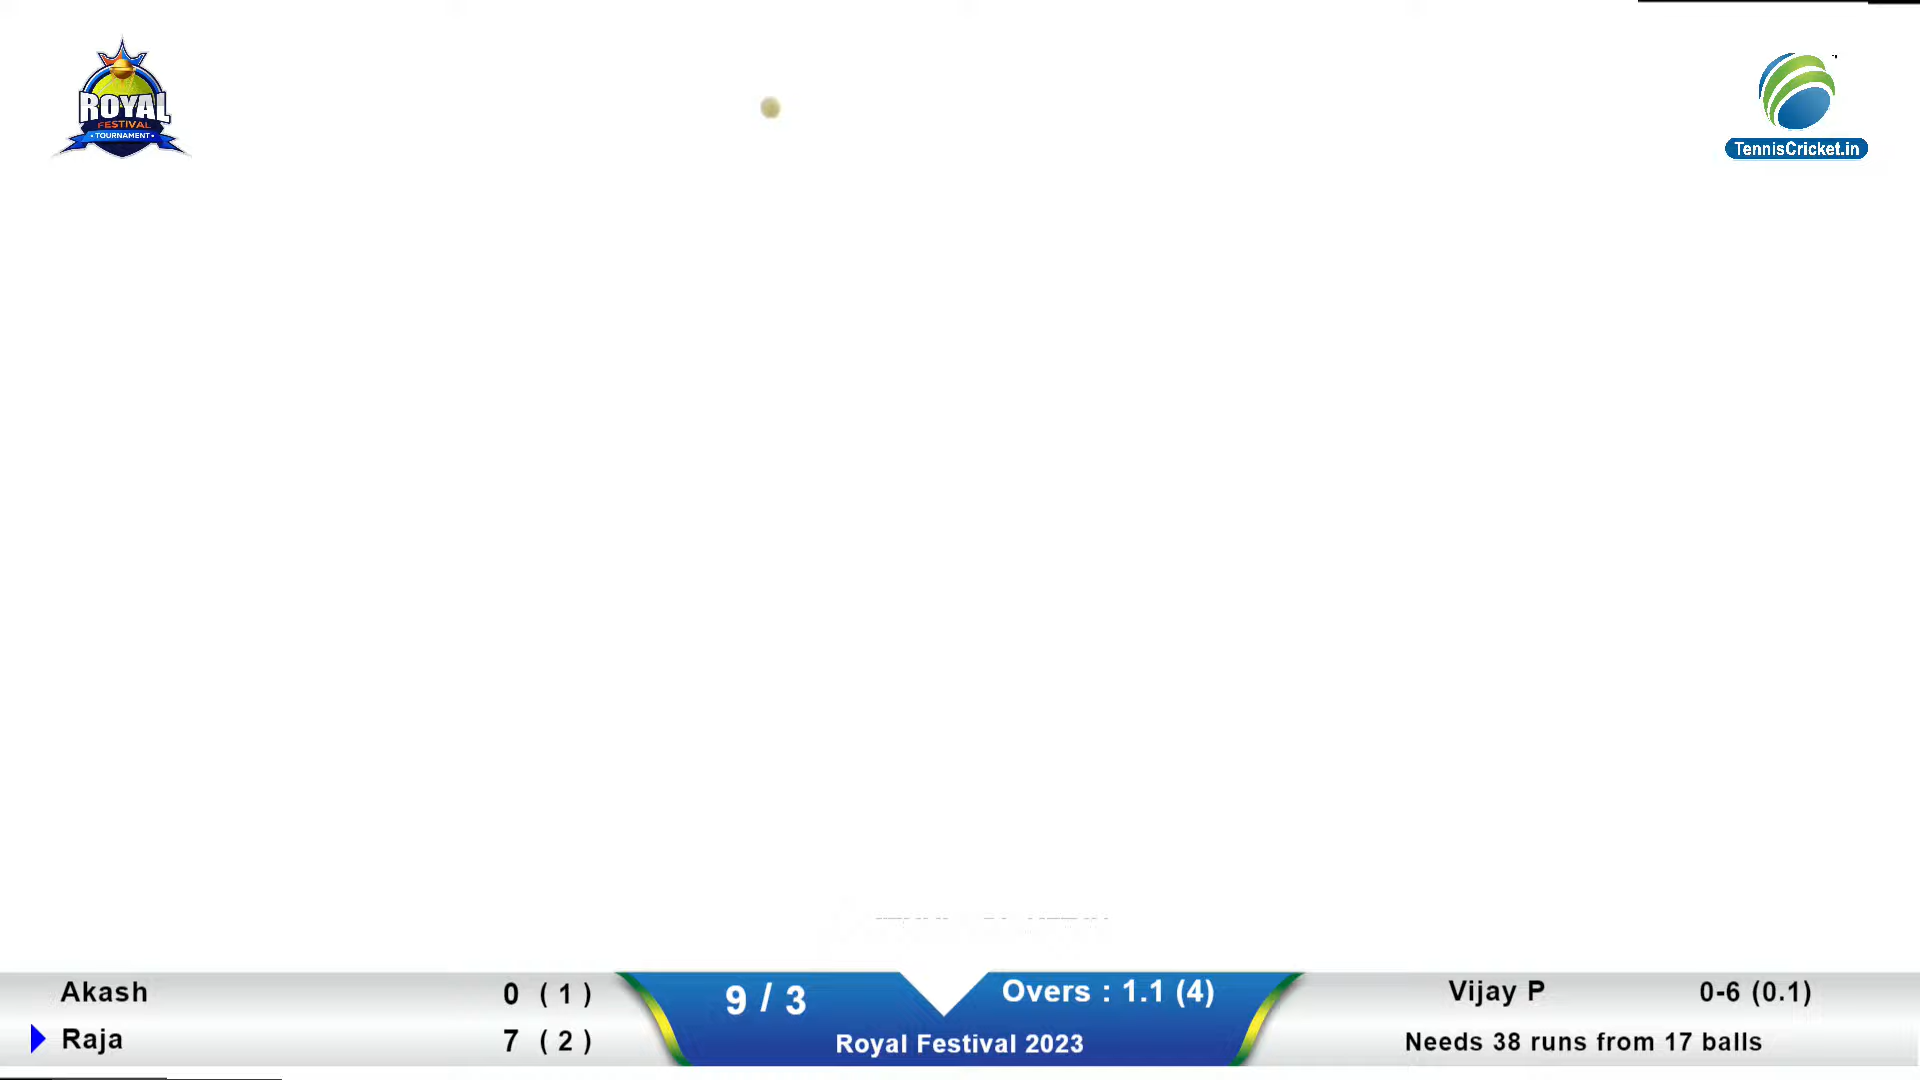 ROYAL
FESTIVAL
TOURNAMENT
TennisCricket.in
Akash 0 ( 1 )
Raja 7 ( 2 )
9 / 3
Overs : 1.1 (4)
Royal Festival 2023
Vijay P 0-6 (0.1)
Needs 38 runs from 17 balls